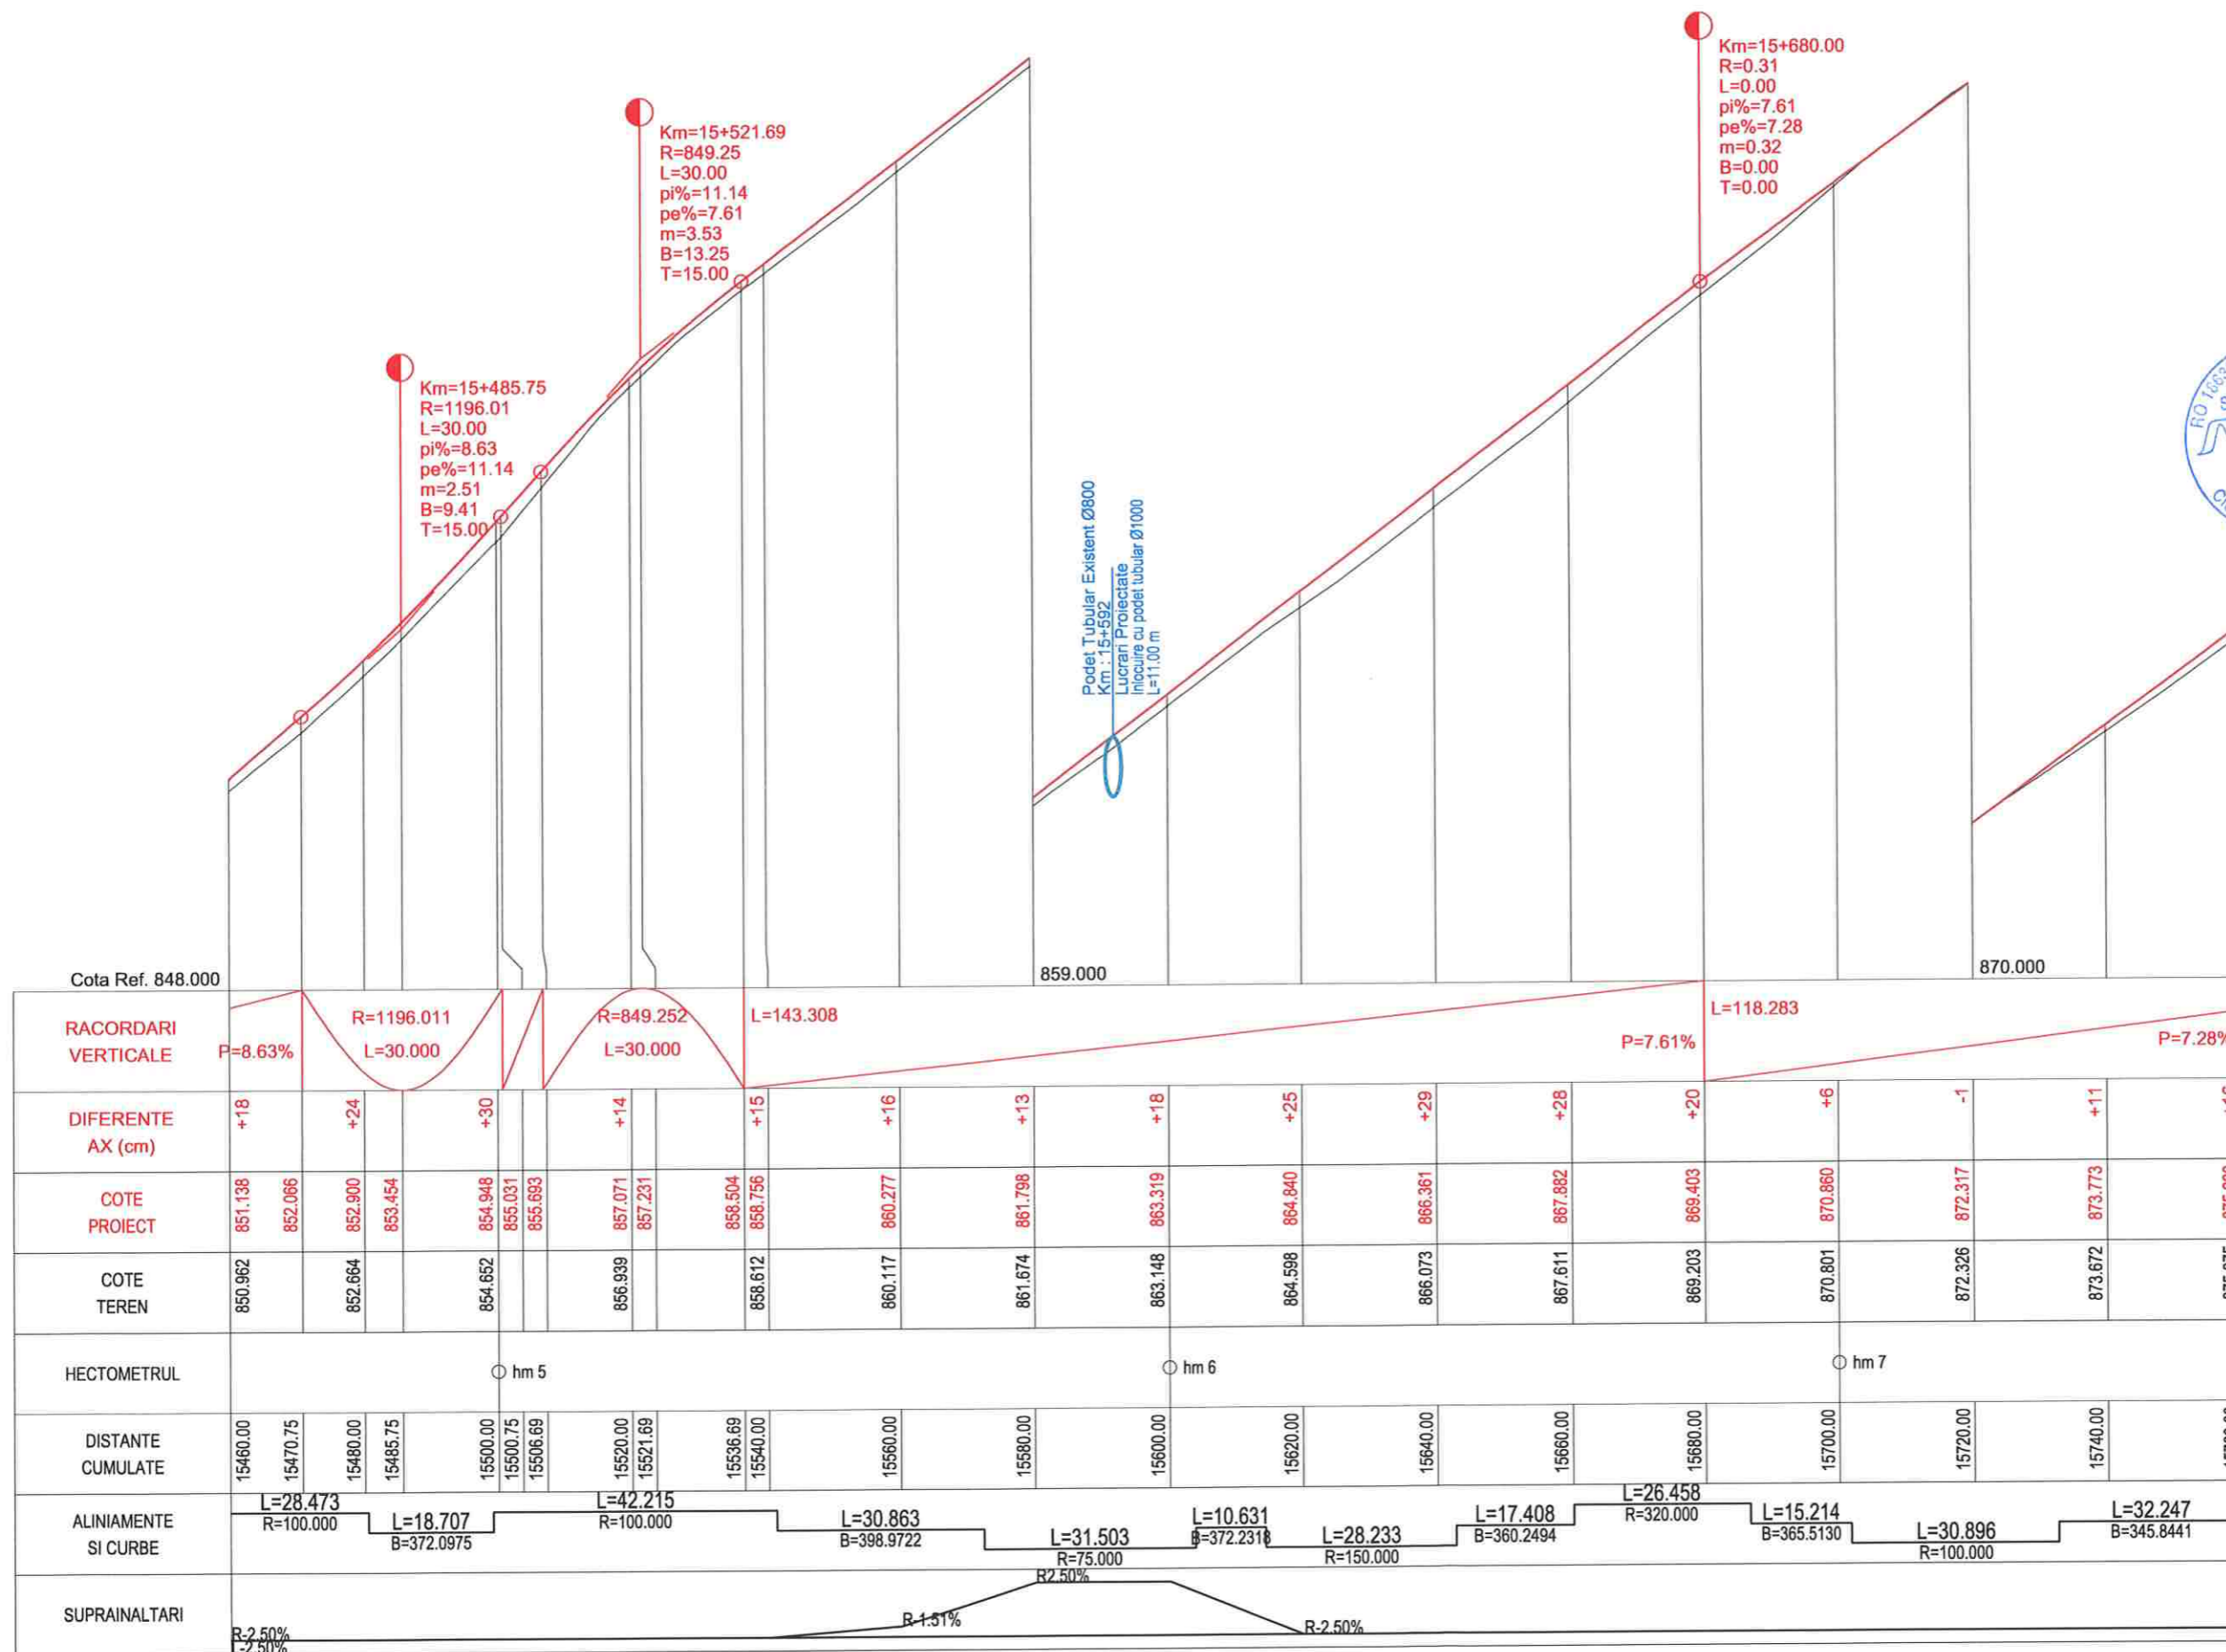 Km=15+680.00
R=0.31
L=0.00
pi%=7.61
pe%=7.28
m=0.32
B=0.00
T=0.00
Km=15+521.69
R=849.25
L=30.00
pi%=11.14
pe%=7.61
m=3.53
B=13.25
T=15.00
Km=15+485.75
R=1196.01
L=30.00
pi%=8.63
pe%=11.14
m=2.51
B=9.41
T=15.00
Podet Tubular Existent Ø800
Km : 15+592
Lucrari Proiectate
Inlocuire cu podet tubular Ø1000
L=11.00 m
Cota Ref. 848.000
859.000
870.000
RACORDARI
VERTICALE
P=8.63%
R=1196.011
L=30.000
R=849.252
L=30.000
L=143.308
P=7.61%
L=118.283
P=7.28%
DIFERENTE
AX (cm)
+18
+24
+30
+14
+15
+16
+13
+18
+25
+29
+28
+20
+6
-1
+11
COTE
PROIECT
851.138
852.066
852.900
853.454
854.948
855.031
855.693
857.071
857.231
858.504
858.756
860.277
861.798
863.319
864.840
866.361
867.882
869.403
870.860
872.317
873.773
COTE
TEREN
850.962
852.664
854.652
856.939
858.612
860.117
861.674
863.148
864.598
866.073
867.611
869.203
870.801
872.326
873.672
HECTOMETRUL
hm 5
hm 6
hm 7
DISTANTE
CUMULATE
15460.00
15470.75
15480.00
15485.75
15500.00
15500.75
15506.69
15520.00
15521.69
15536.69
15540.00
15560.00
15580.00
15600.00
15620.00
15640.00
15660.00
15680.00
15700.00
15720.00
15740.00
ALINIAMENTE
SI CURBE
L=28.473
R=100.000
L=18.707
B=372.0975
L=42.215
R=100.000
L=30.863
B=398.9722
L=31.503
R=75.000
L=10.631
B=372.2318
L=28.233
R=150.000
L=17.408
B=360.2494
L=26.458
R=320.000
L=15.214
B=365.5130
L=30.896
R=100.000
L=32.247
B=345.8441
SUPRAINALTARI
R-2.50%
L-2.50%
R-1.51%
R2.50%
R-2.50%